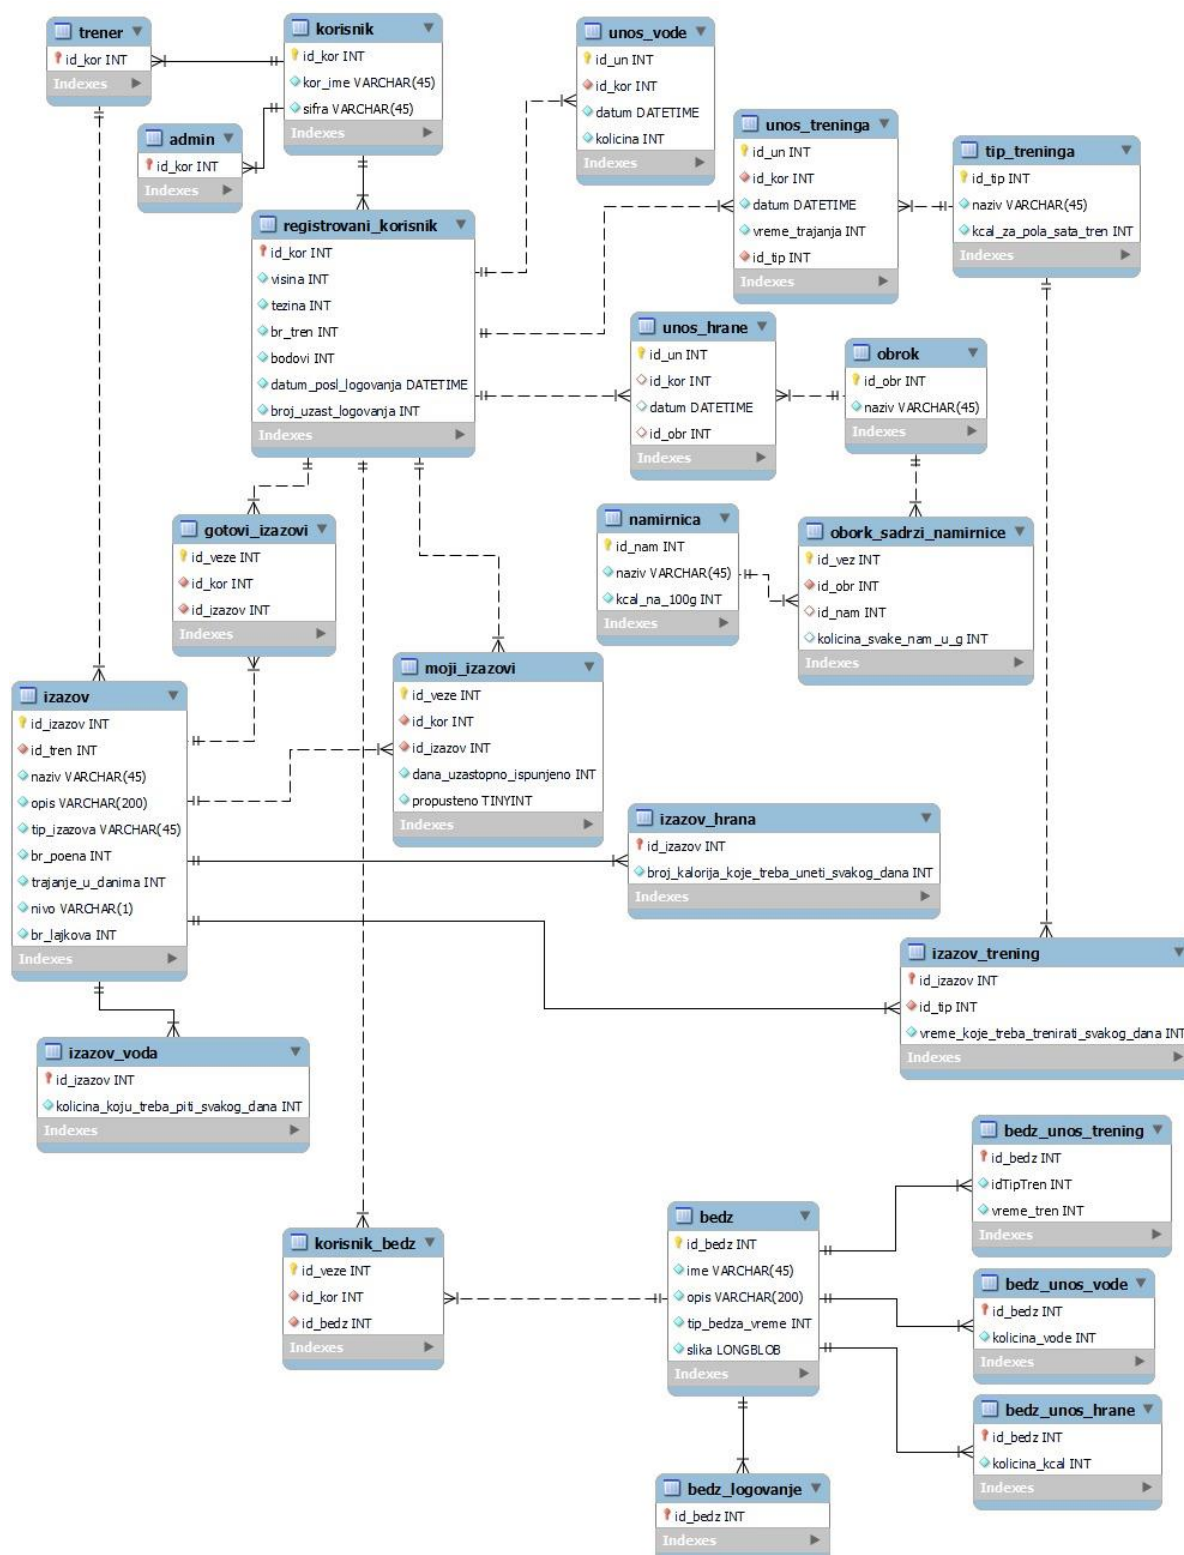 trener
id_kor INT
Indexes
korisnik
id_kor INT
kor_ime VARCHAR(45)
sifra VARCHAR(45)
Indexes
admin
id_kor INT
Indexes
unos_vode
id_un INT
id_kor INT
datum DATETIME
kolicina INT
Indexes
unos_treninga
id_un INT
id_kor INT
datum DATETIME
vreme_trajanja INT
id_tip INT
Indexes
tip_treninga
id_tip INT
naziv VARCHAR(45)
kcal_za_pola_sata_tren INT
Indexes
registrovani_korisnik
id_kor INT
visina INT
tezina INT
br_tren INT
bodovi INT
datum_posl_logovanja DATETIME
broj_uzast_logovanja INT
Indexes
unos_hrane
id_un INT
id_kor INT
datum DATETIME
id_obr INT
Indexes
obrok
id_obr INT
naziv VARCHAR(45)
Indexes
gotovi_izazovi
id_veze INT
id_kor INT
id_izazov INT
Indexes
namirnica
id_nam INT
naziv VARCHAR(45)
kcal_na_100g INT
Indexes
obork_sadrzi_namirnice
id_vez INT
id_obr INT
id_nam INT
kolicina_svake_nam_u_g INT
Indexes
izazov
id_izazov INT
id_tren INT
naziv VARCHAR(45)
opis VARCHAR(200)
tip_izazova VARCHAR(45)
br_poena INT
trajanje_u_danima INT
nivo VARCHAR(1)
br_lajkova INT
Indexes
moji_izazovi
id_veze INT
id_kor INT
id_izazov INT
dana_uzastopno_ispunjeno INT
propusteno TINYINT
Indexes
izazov_hrana
id_izazov INT
broj_kalorija_koje_treba_uneti_svakog_dana INT
Indexes
izazov_trening
id_izazov INT
id_tip INT
vreme_koje_treba_trenirati_svakog_dana INT
Indexes
izazov_voda
id_izazov INT
kolicina_koju_treba_piti_svakog_dana INT
Indexes
bedz_unos_trening
id_bedz INT
idTipTren INT
vreme_tren INT
Indexes
korisnik_bedz
id_veze INT
id_kor INT
id_bedz INT
Indexes
bedz
id_bedz INT
ime VARCHAR(45)
opis VARCHAR(200)
tip_bedza_vreme INT
slika LONGBLOB
Indexes
bedz_unos_vode
id_bedz INT
kolicina_vode INT
Indexes
bedz_unos_hrane
id_bedz INT
kolicina_kcal INT
Indexes
bedz_logovanje
id_bedz INT
Indexes